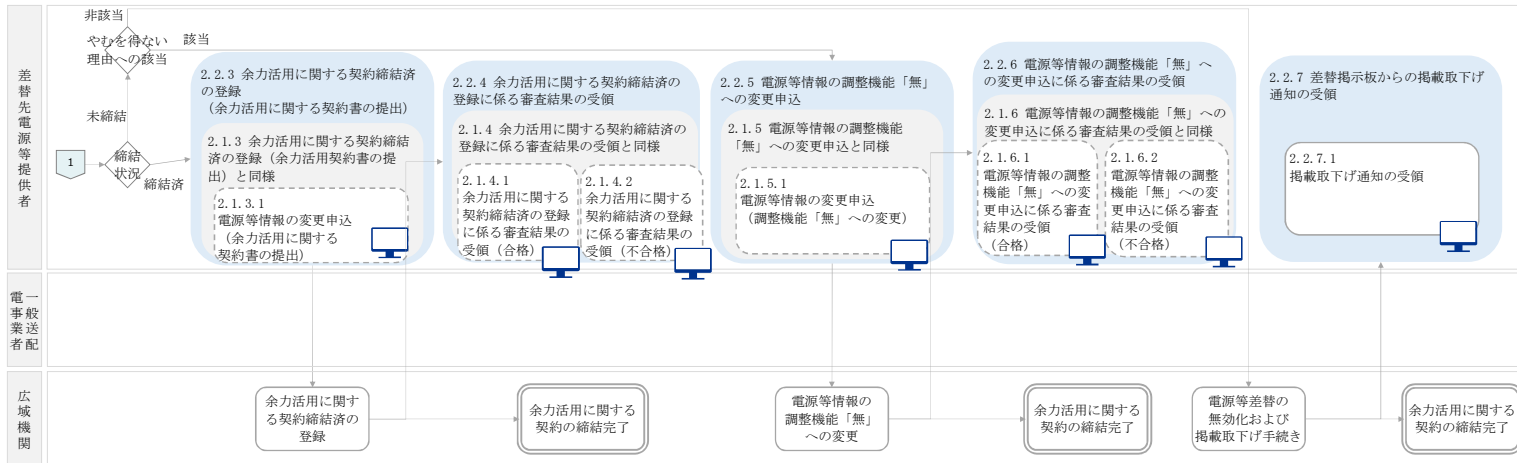 差替先電源等提供者
非該当
やむを得ない
理由への該当
該当
未締結
1
締結
状況
締結済
2.2.3 余力活用に関する契約締結済
の登録
(余力活用に関する契約書の提出)
2.1.3 余力活用に関する契約締結
済の登録(余力活用契約書の提
出)と同様
2.1.3.1
電源等情報の変更申込
(余力活用に関する
契約書の提出)
2.2.4 余力活用に関する契約締結済の
登録に係る審査結果の受領
2.1.4 余力活用に関する契約締結済の
登録に係る審査結果の受領と同様
2.1.4.1
余力活用に関する
契約締結済の登録
に係る審査結果の
受領(合格)
2.1.4.2
余力活用に関する
契約締結済の登録
に係る審査結果の
受領(不合格)
2.2.5 電源等情報の調整機能「無」
への変更申込
2.1.5 電源等情報の調整機能
「無」への変更申込と同様
2.1.5.1
電源等情報の変更申込
(調整機能「無」への変更)
2.2.6 電源等情報の調整機能「無」へ
の変更申込に係る審査結果の受領
2.1.6 電源等情報の調整機能「無」への
変更申込に係る審査結果の受領と同様
2.1.6.1
電源等情報の調整
機能「無」への変
更申込に係る審査
結果の受領
(合格)
2.1.6.2
電源等情報の調整
機能「無」への変
更申込に係る審査
結果の受領
(不合格)
2.2.7 差替掲示板からの掲載取下げ
通知の受領
2.2.7.1
掲載取下げ通知の受領
一般送配
電事業者
広域機関
余力活用に関す
る契約締結済の
登録
余力活用に関する
契約の締結完了
電源等情報の
調整機能「無」
への変更
余力活用に関する
契約の締結完了
電源等差替の
無効化および
掲載取下げ手続き
余力活用に関する
契約の締結完了